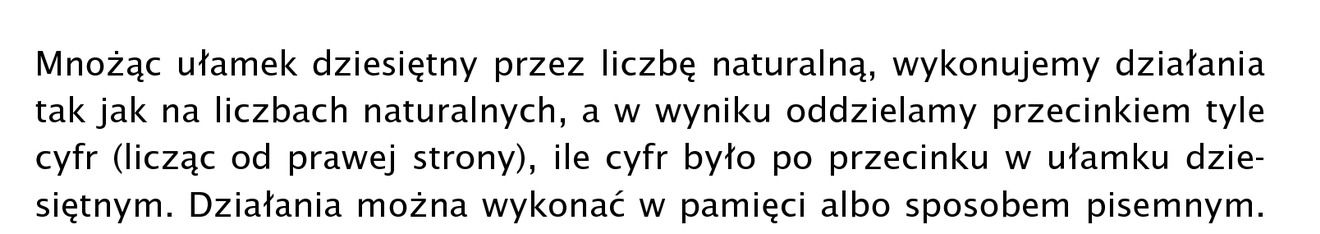 Mnożąc ułamek dziesiętny przez liczbę naturalną, wykonujemy działania
tak jak na liczbach naturalnych, a w wyniku oddzielamy przecinkiem tyle
cyfr (licząc od prawej strony), ile cyfr było po przecinku w ułamku dzie-
siętnym. Działania można wykonać w pamięci albo sposobem pisemnym.